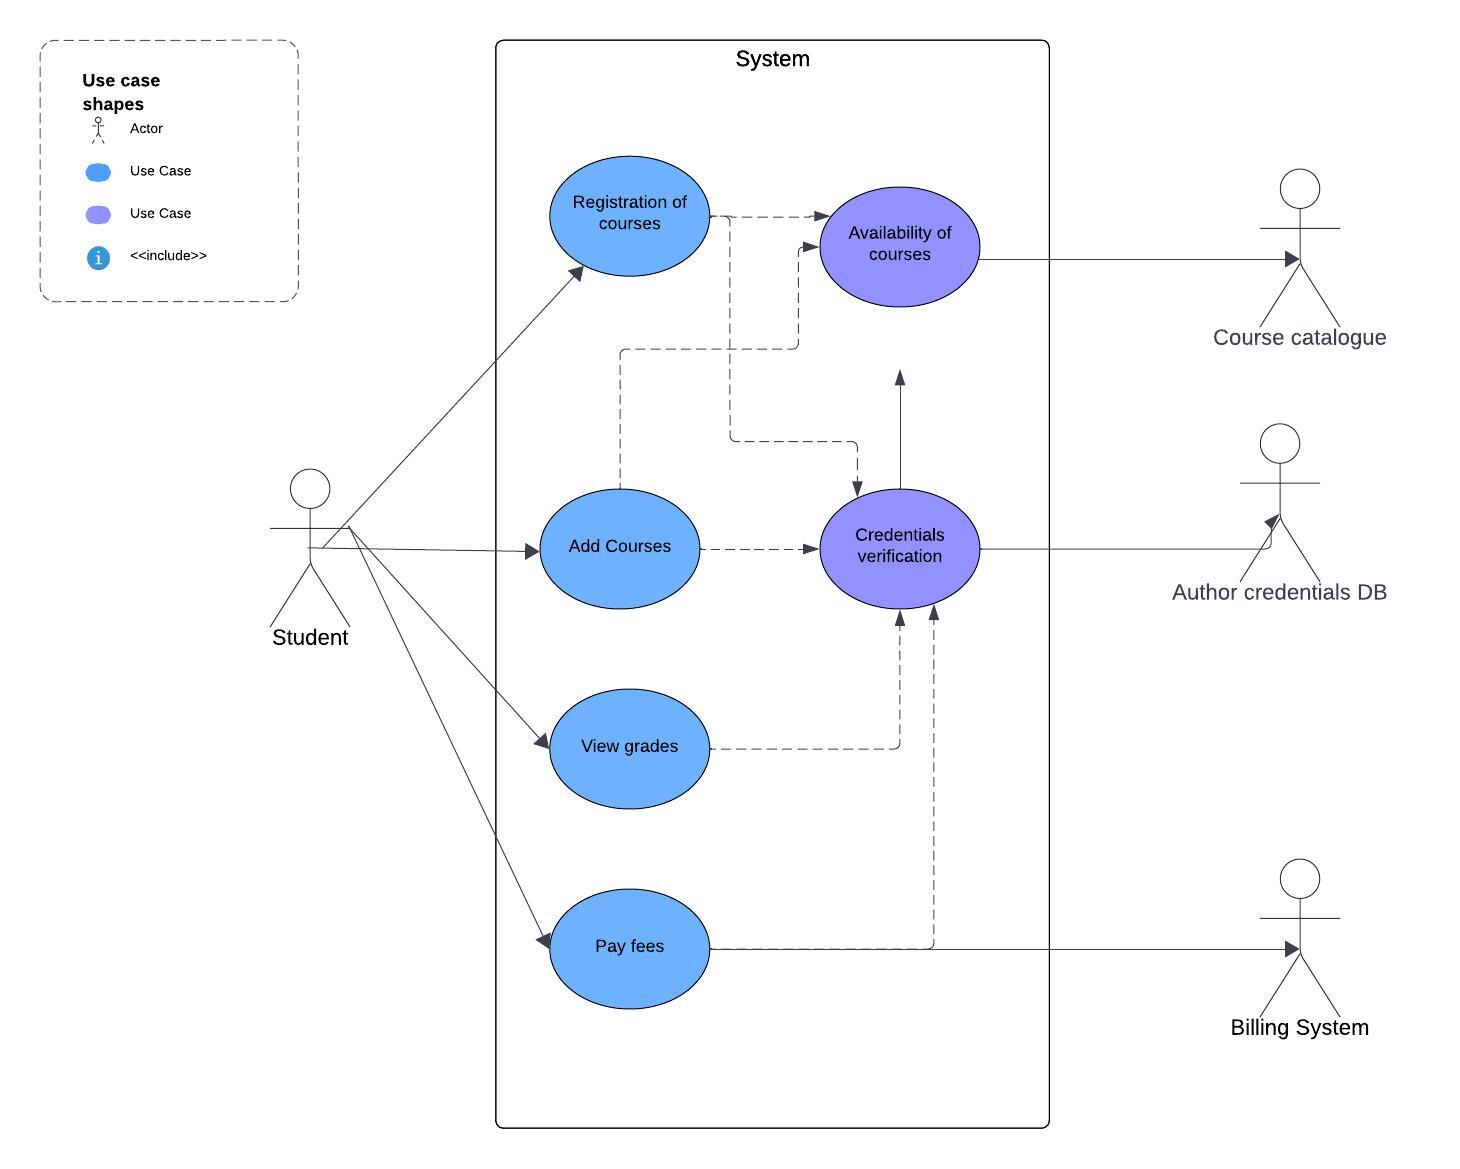 System
Use case
shapes
Actor
Use Case
Use Case
i
<<include>>
Registration of
courses
Availability of
courses
Course catalogue
Student
Add Courses
Credentials
verification
Author credentials DB
View grades
Pay fees
Billing System